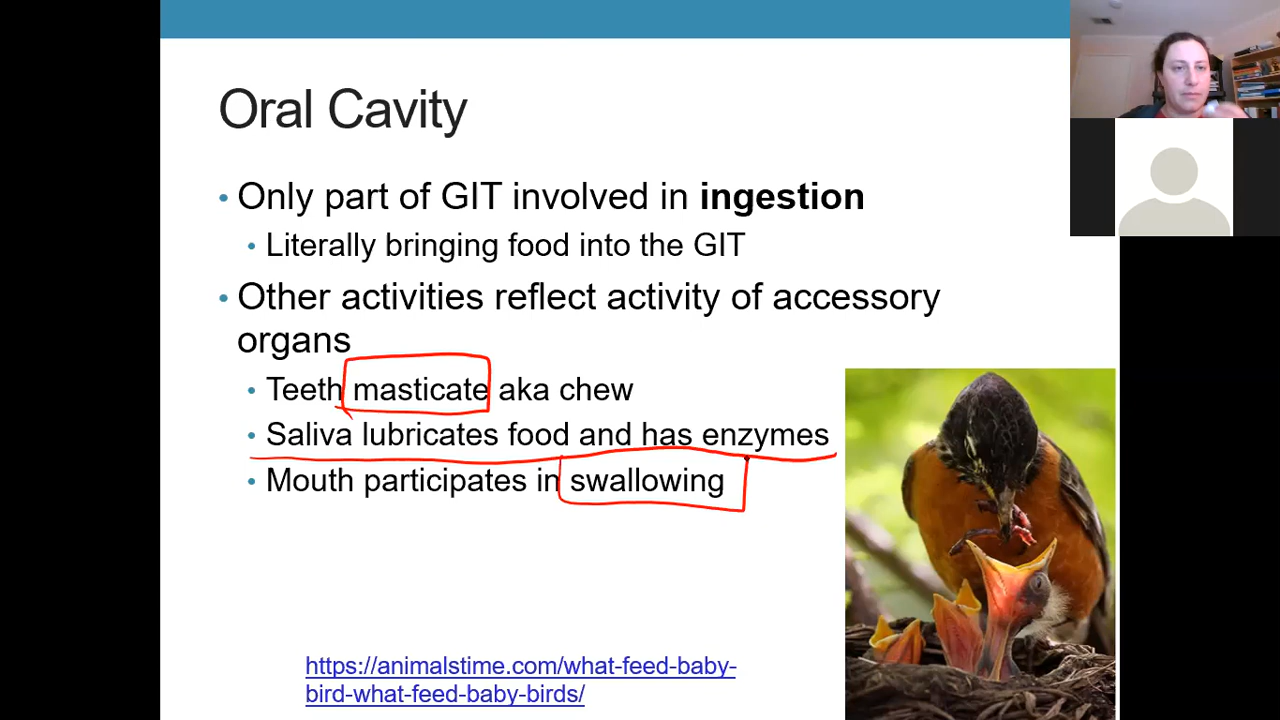 Oral Cavity
• Only part of GIT involved in ingestion
• Literally bringing food into the GIT
• Other activities reflect activity of accessory
organs
• Teeth masticate aka chew
• Saliva lubricates food and has enzymes
• Mouth participates in swallowing
https://animalstime.com/what-feed-baby-
bird-what-feed-baby-birds/